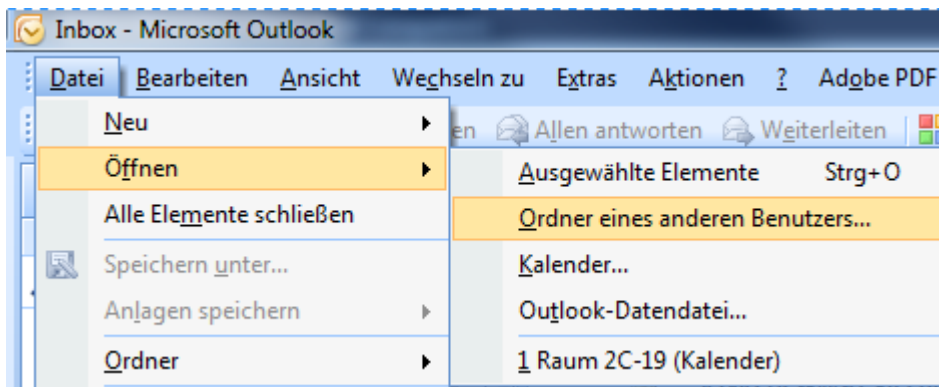 Inbox - Microsoft Outlook
Datei Bearbeiten Ansicht Wechseln zu Extras Aktionen ? Adobe PDF
en Allen antworten Weiterleiten
Neu
Öffnen
Alle Elemente schließen
Speichern unter...
Anlagen speichern
Ordner
Ausgewählte Elemente Strg+O
Ordner eines anderen Benutzers...
Kalender...
Outlook-Datendatei...
1 Raum 2C-19 (Kalender)